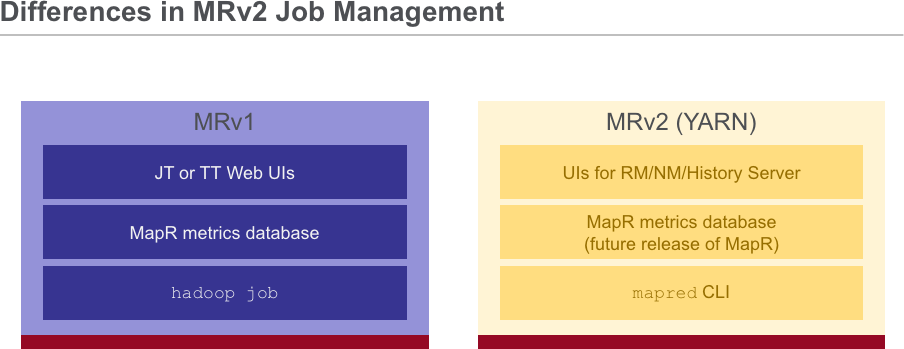 Differences in MRv2 Job Management
MRv1
JT or TT Web UIs
MapR metrics database
hadoop job
MRv2 (YARN)
UIs for RM/NM/History Server
MapR metrics database
(future release of MapR)
mapred CLI